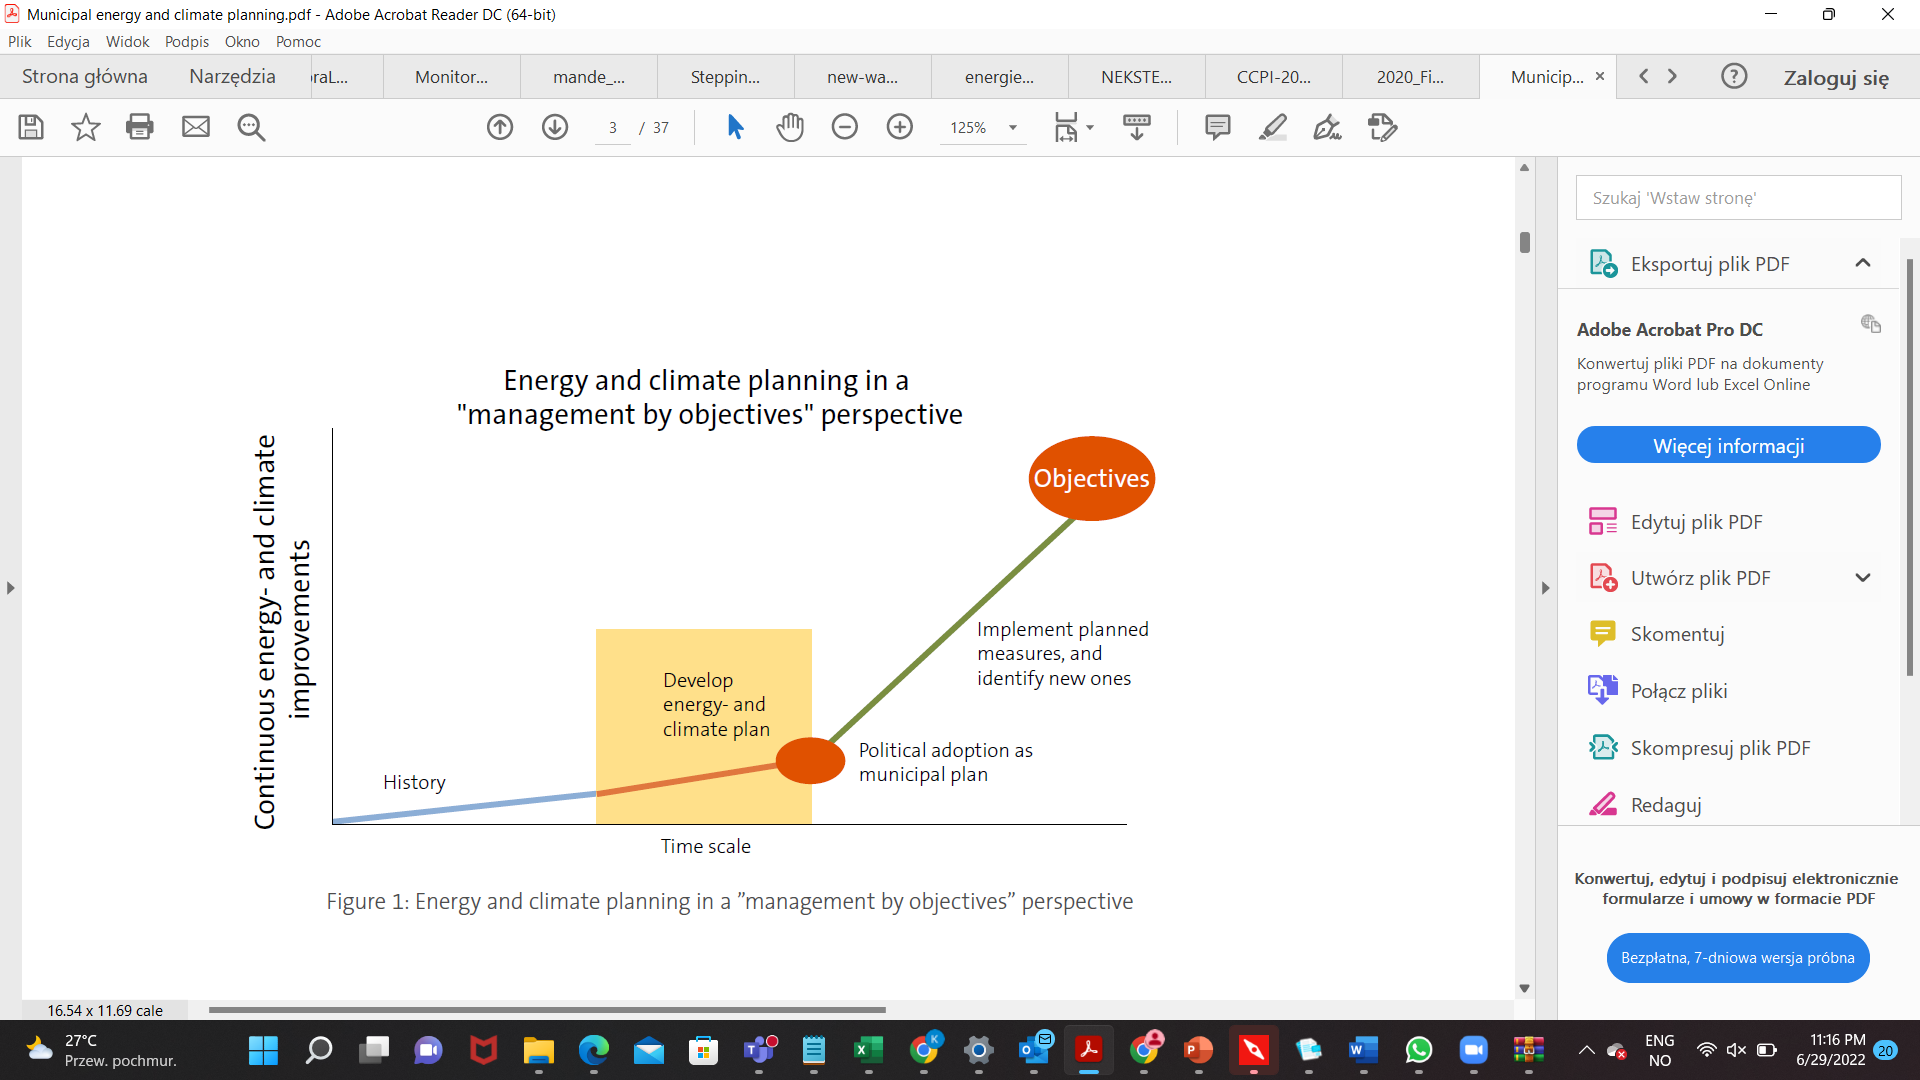 Municipal energy and climate planning.pdf - Adobe Acrobat Reader DC (64-bit)
Plik Edycja Widok Podpis Okno Pomoc
Strona główna Narzędzia raL... Monitor... mande_... Steppin... new-wa... energie... NEKSTE... CCPI-20... 2020_Fi... Municip... Zaloguj się
3 / 37 125%
Energy and climate planning in a
"management by objectives" perspective
Continuous energy- and climate
improvements
Objectives
Implement planned
measures, and
identify new ones
Develop
energy- and
climate plan
Political adoption as
municipal plan
History
Time scale
Figure 1: Energy and climate planning in a ”management by objectives” perspective
16.54 x 11.69 cale
Szukaj 'Wstaw stronę'
Eksportuj plik PDF
Adobe Acrobat Pro DC
Konwertuj pliki PDF na dokumenty
programu Word lub Excel Online
Więcej informacji
Edytuj plik PDF
Utwórz plik PDF
Skomentuj
Połącz pliki
Skompresuj plik PDF
Redaguj
Konwertuj, edytuj i podpisuj elektronicznie
formularze i umowy w formacie PDF
Bezpłatna, 7-dniowa wersja próbna
27°C
Przew. pochmur.
K
ENG
NO
11:16 PM
6/29/2022
20